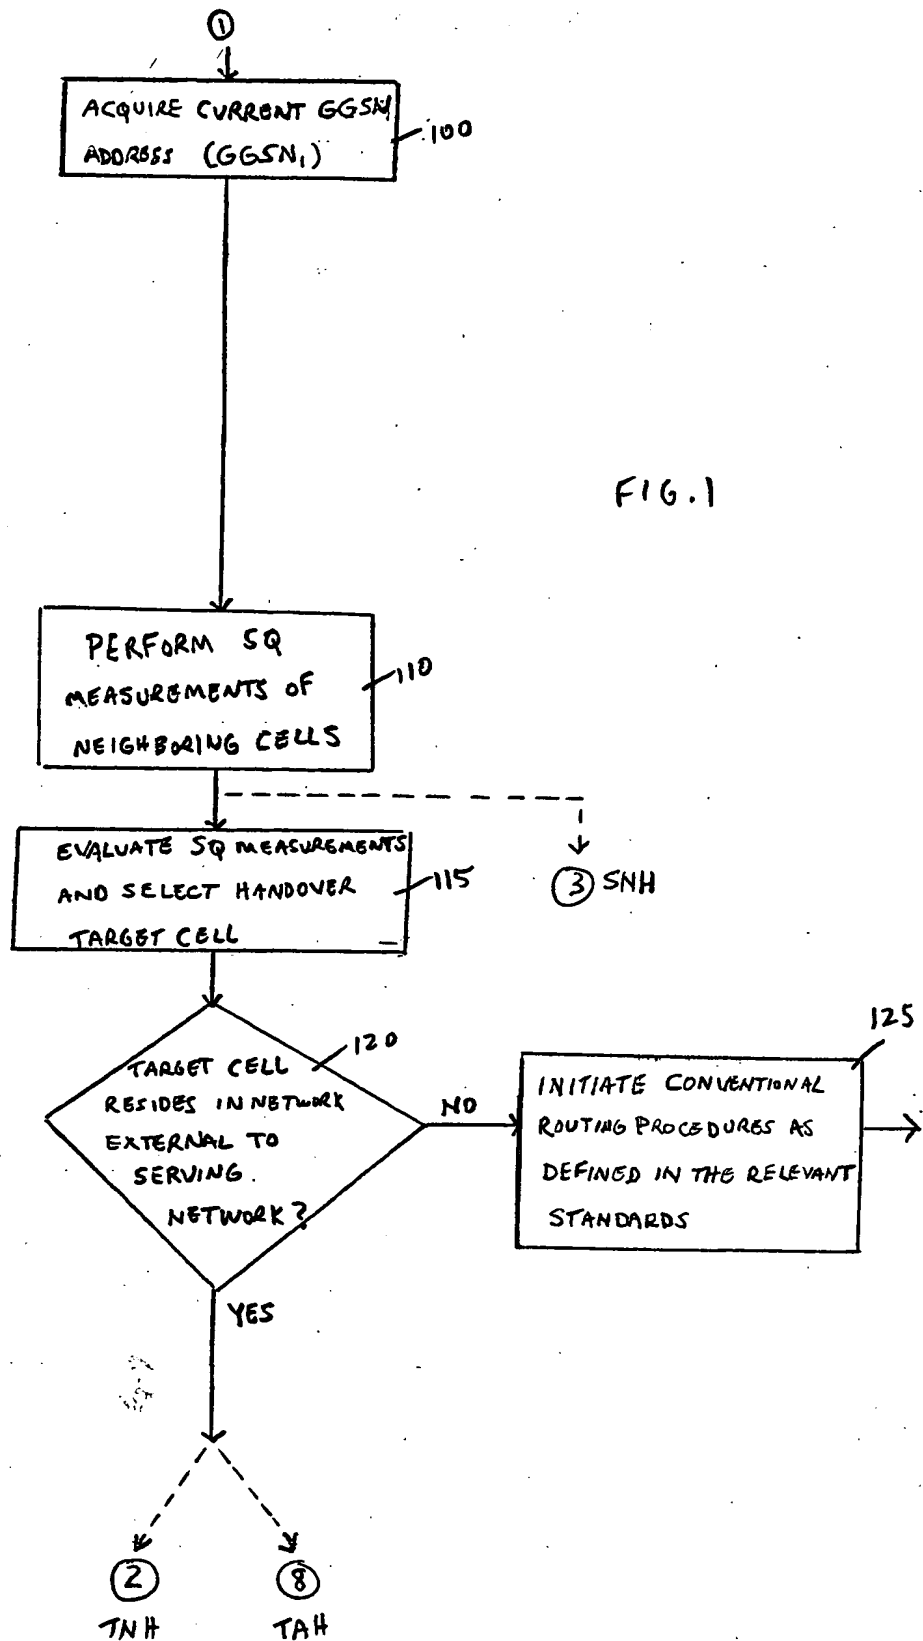 1
ACQUIRE CURRENT GGSN
ADDRESS (GGSN₁)
100
FIG.1
PERFORM SQ
MEASUREMENTS OF
NEIGHBORING CELLS
110
EVALUATE SQ MEASUREMENTS
AND SELECT HANDOVER
TARGET CELL
115
3 SNH
TARGET CELL
RESIDES IN NETWORK
EXTERNAL TO
SERVING
NETWORK?
120
NO
125
INITIATE CONVENTIONAL
ROUTING PROCEDURES AS
DEFINED IN THE RELEVANT
STANDARDS
YES
2
TNH
8
TAH